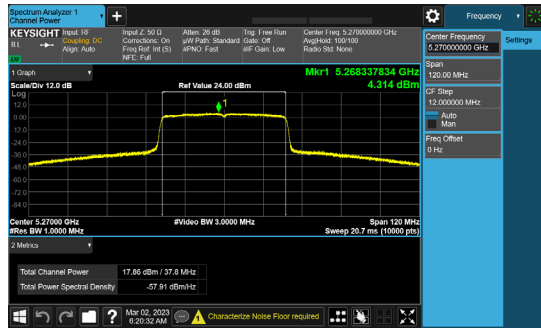 Spectrum Analyzer 1
Channel Power
+
Frequency
KEYSIGHT
Input: RF
Coupling: DC
Align: Auto
Input Z: 50 Ω
Corrections: On
Freq Ref: Int (S)
NFE: Full
Atten: 26 dB
µW Path: Standard
#PNO: Fast
Trig: Free Run
Gate: Off
#IF Gain: Low
Center Freq: 5.270000000 GHz
Avg|Hold: 100/100
Radio Std: None
RL
Center Frequency
5.270000000 GHz
Settings
Span
120.00 MHz
CF Step
12.000000 MHz
Auto
Man
Freq Offset
0 Hz
1 Graph
Mkr1 5.268337834 GHz
Scale/Div 12.0 dB
Ref Value 24.00 dBm
4.314 dBm
Log
12.0
0.00
-12.0
-24.0
-36.0
-48.0
-60.0
-72.0
-84.0
1
Center 5.27000 GHz
#Video BW 3.0000 MHz
Span 120 MHz
#Res BW 1.0000 MHz
Sweep 20.7 ms (10000 pts)
2 Metrics
Total Channel Power
17.86 dBm / 37.8 MHz
Total Power Spectral Density
-57.91 dBm/Hz
?
Mar 02, 2023
6:20:32 AM
Characterize Noise Floor required